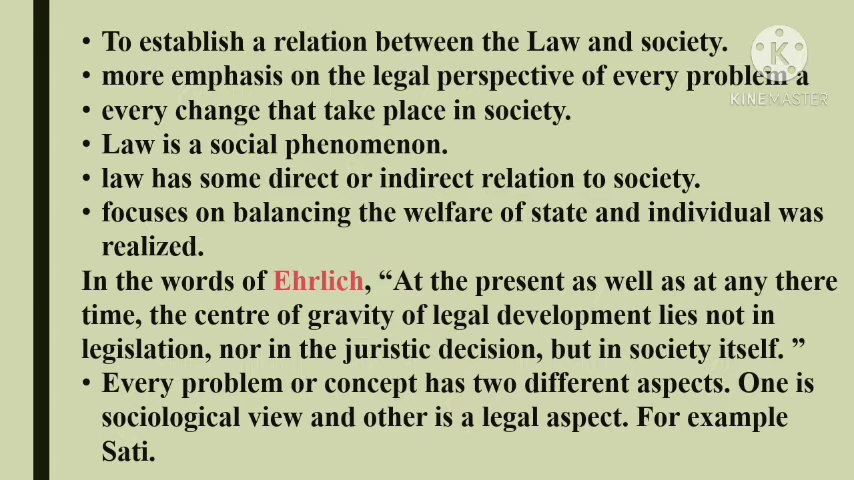 • To establish a relation between the Law and society.
• more emphasis on the legal perspective of every problem a
• every change that take place in society.
• Law is a social phenomenon.
• law has some direct or indirect relation to society.
• focuses on balancing the welfare of state and individual was
realized.
In the words of Ehrlich, “At the present as well as at any there
time, the centre of gravity of legal development lies not in
legislation, nor in the juristic decision, but in society itself. ”
• Every problem or concept has two different aspects. One is
sociological view and other is a legal aspect. For example
Sati.
K
KINEMASTER